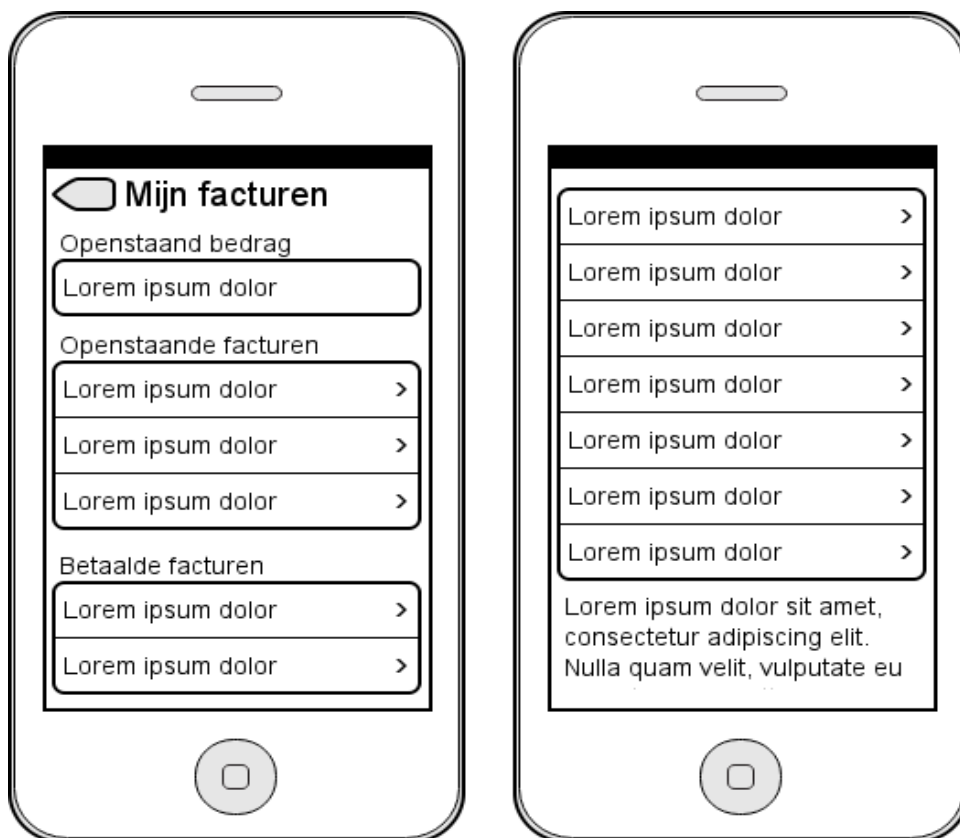 Mijn facturen
Openstaand bedrag
Lorem ipsum dolor
Openstaande facturen
Lorem ipsum dolor >
Lorem ipsum dolor >
Lorem ipsum dolor >
Betaalde facturen
Lorem ipsum dolor >
Lorem ipsum dolor >
Lorem ipsum dolor >
Lorem ipsum dolor >
Lorem ipsum dolor >
Lorem ipsum dolor >
Lorem ipsum dolor >
Lorem ipsum dolor >
Lorem ipsum dolor >
Lorem ipsum dolor sit amet,
consectetur adipiscing elit.
Nulla quam velit, vulputate eu